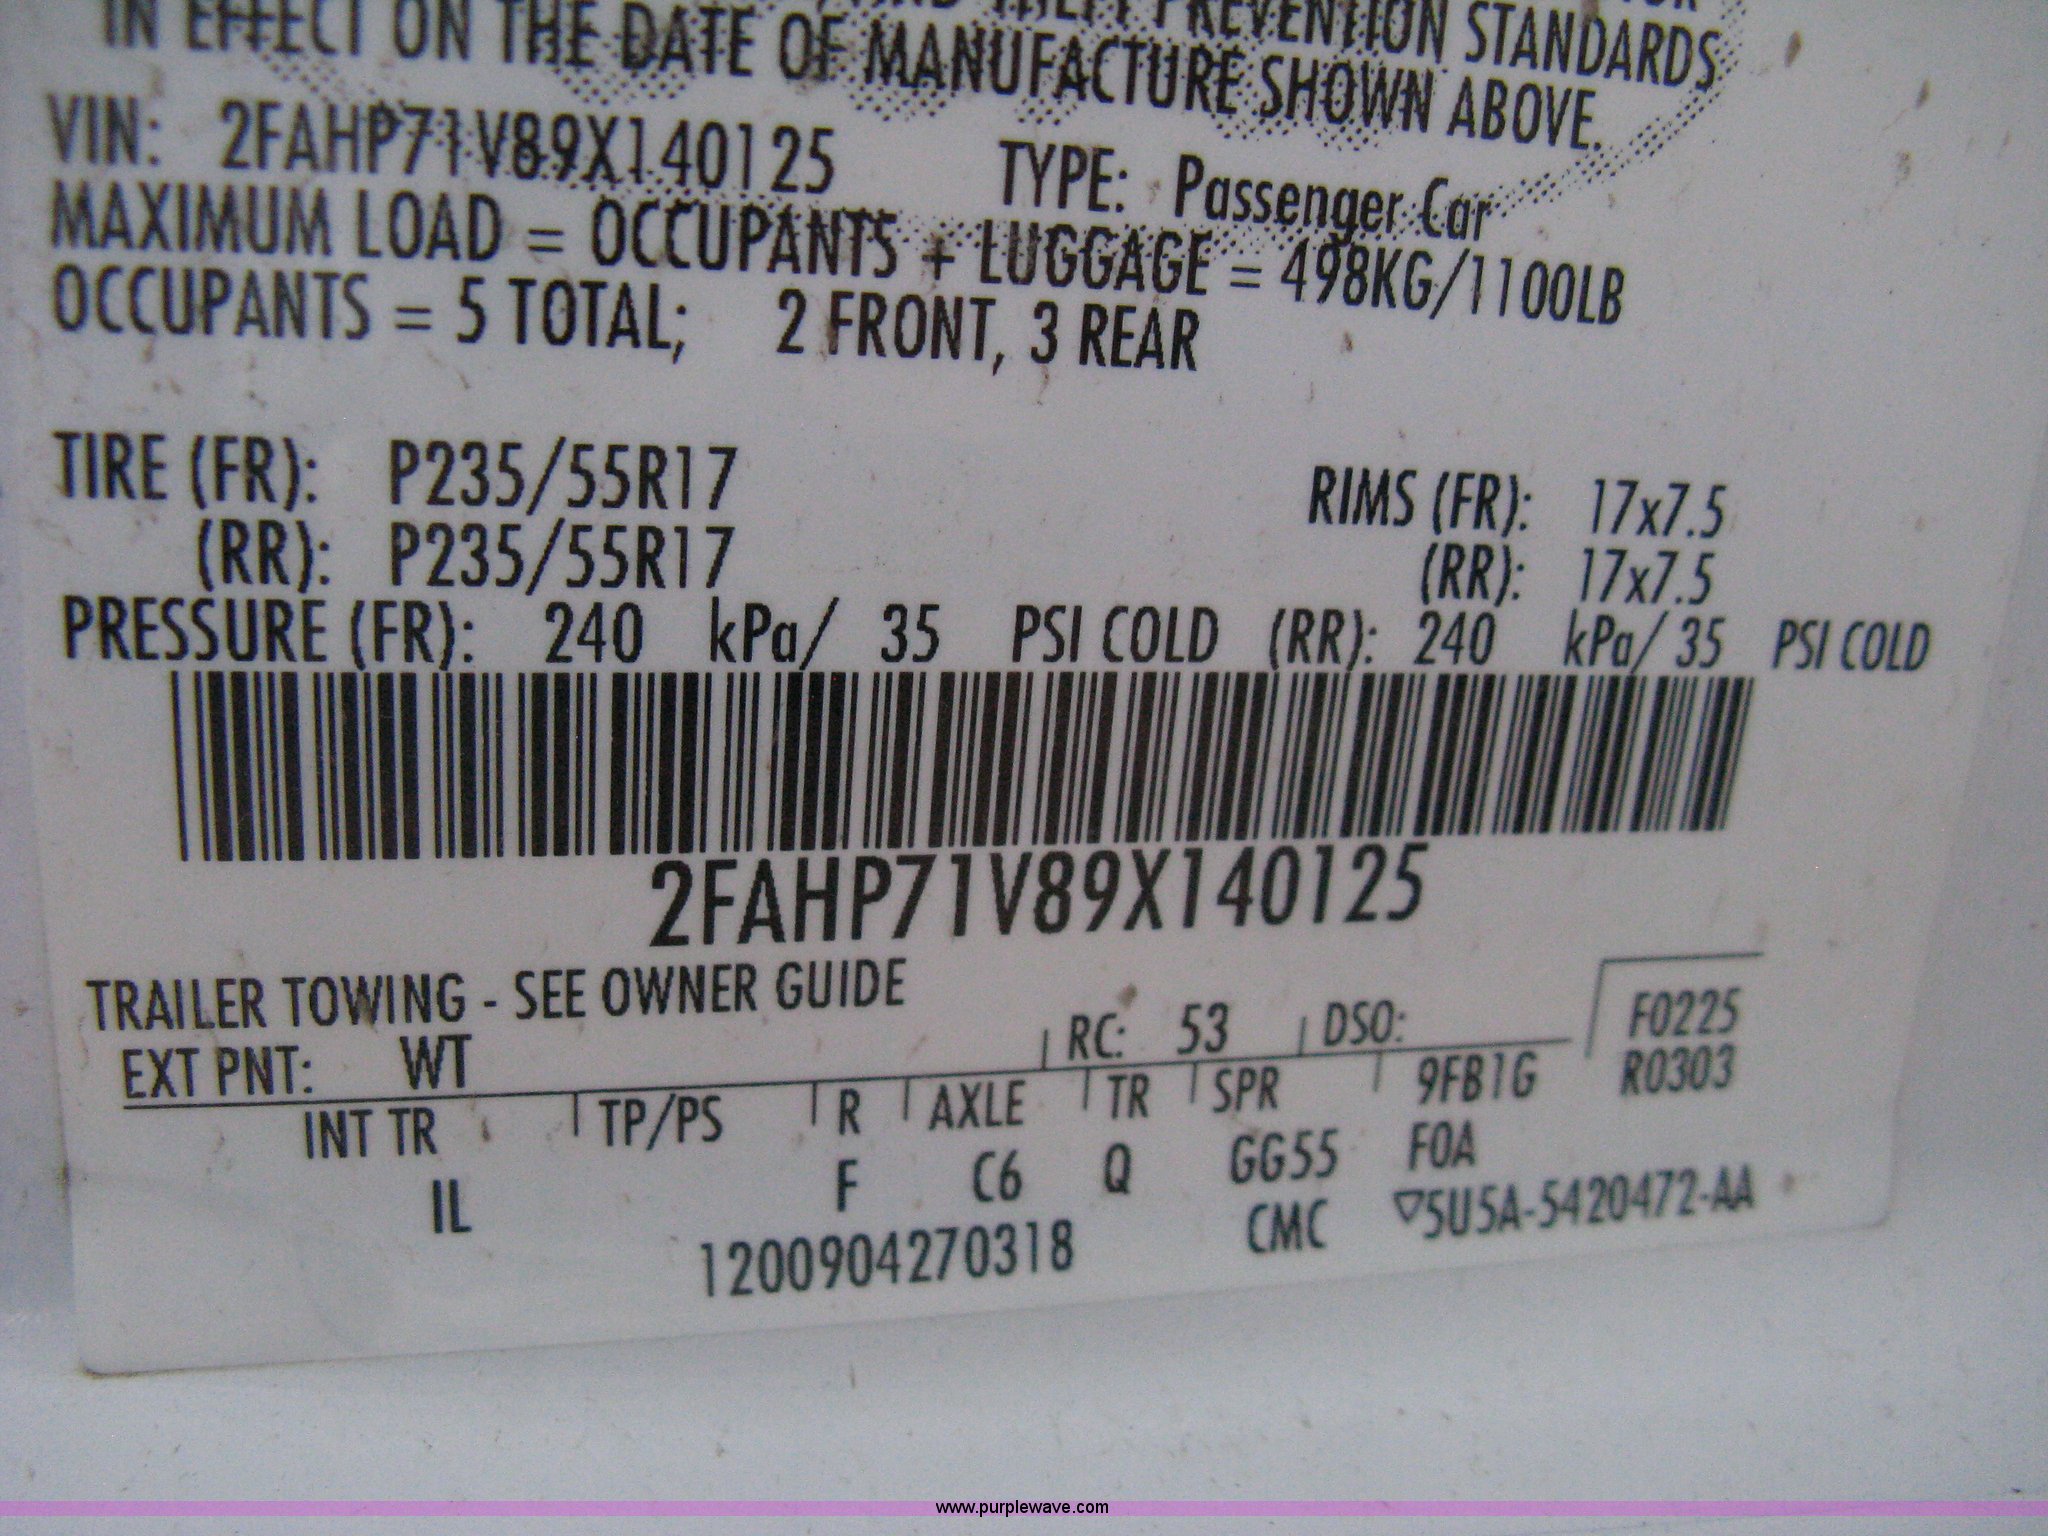 THEFT PREVENTION STANDARDS
IN EFFECT ON THE DATE OF MANUFACTURE SHOWN ABOVE.
VIN: 2FAHP71V89X140125 TYPE: Passenger Car
MAXIMUM LOAD = OCCUPANTS + LUGGAGE = 498KG/1100LB
OCCUPANTS = 5 TOTAL; 2 FRONT, 3 REAR
TIRE (FR): P235/55R17 RIMS (FR): 17x7.5
(RR): P235/55R17 (RR): 17x7.5
PRESSURE (FR): 240 kPa/ 35 PSI COLD (RR): 240 kPa/ 35 PSI COLD
2FAHP71V89X140125
TRAILER TOWING - SEE OWNER GUIDE
EXT PNT: WT RC: 53 DSO: F0225
R0303
INT TR TP/PS R AXLE TR SPR 9FB1G
IL F C6 Q GG55 FOA
1200904270318 CMC ▽5U5A-5420472-AA
www.purplewave.com